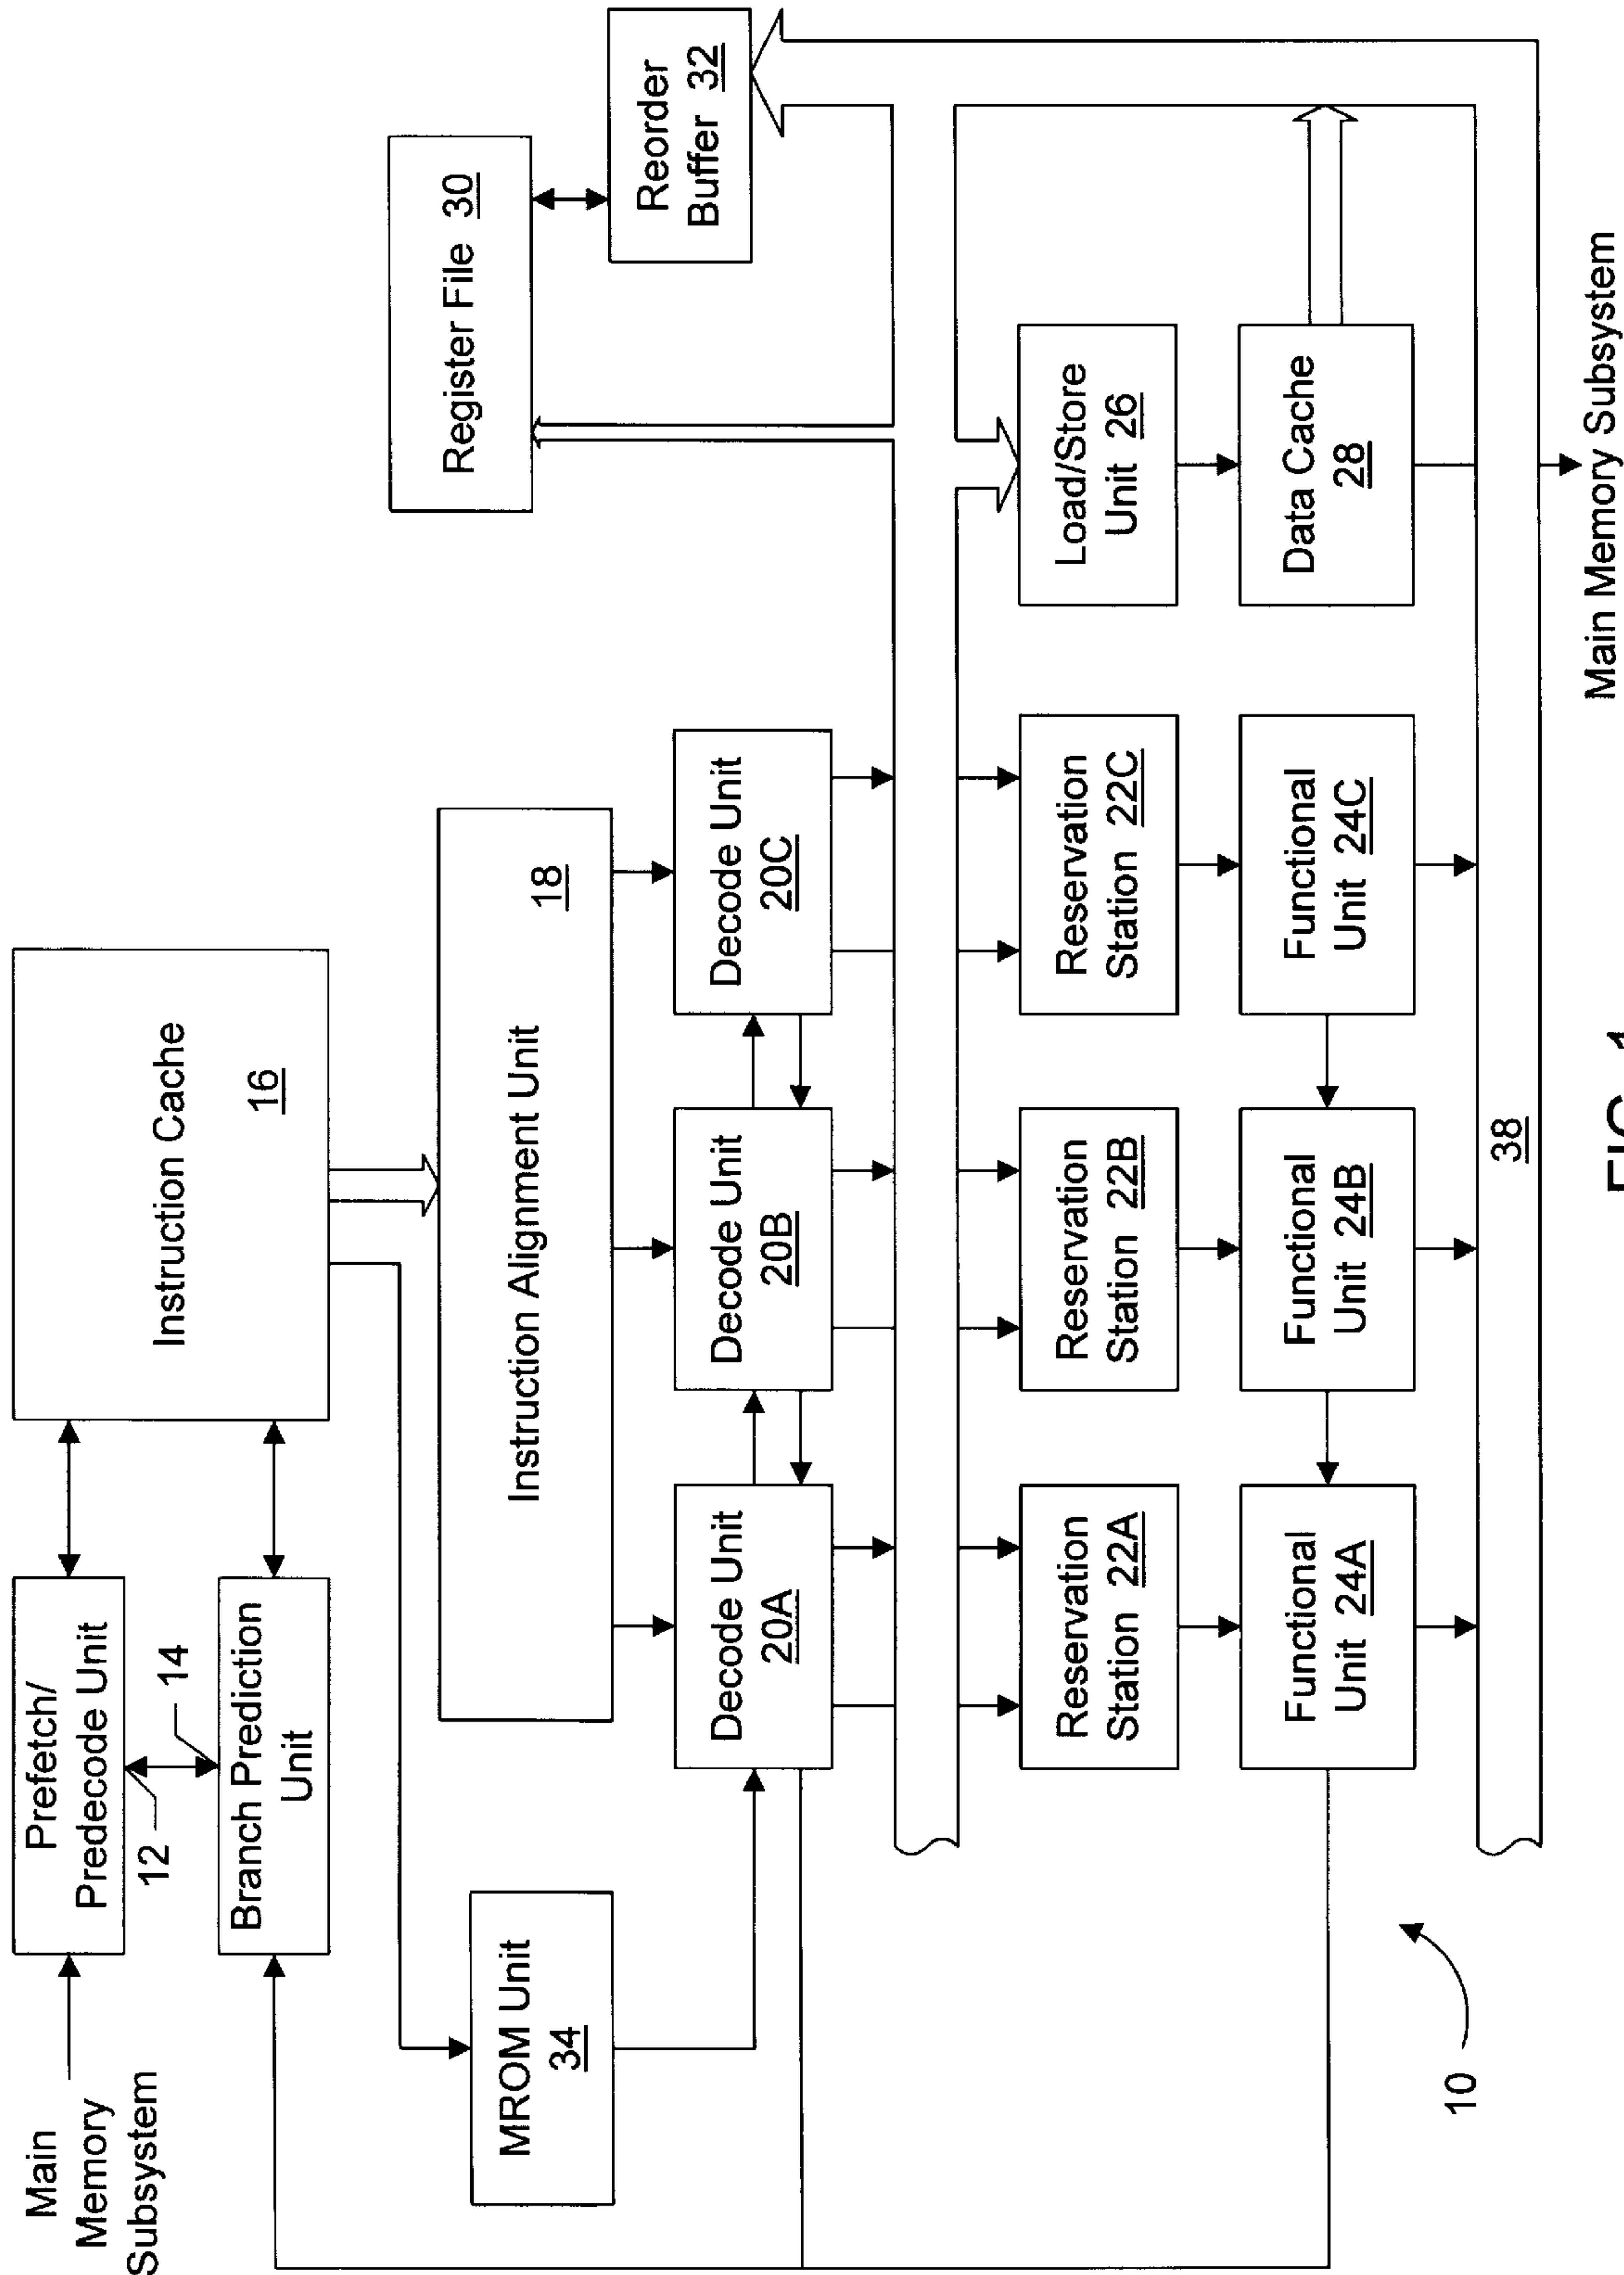 Main
Memory
Subsystem
Prefetch/
Predecode Unit
12
14
Branch Prediction
Unit
Instruction Cache
16
Register File 30
Reorder
Buffer 32
MROM Unit
34
Instruction Alignment Unit
18
Decode Unit
20A
Decode Unit
20B
Decode Unit
20C
Reservation
Station 22A
Reservation
Station 22B
Reservation
Station 22C
Load/Store
Unit 26
Functional
Unit 24A
Functional
Unit 24B
Functional
Unit 24C
Data Cache
28
38
10
Main Memory Subsystem
FIG. 1